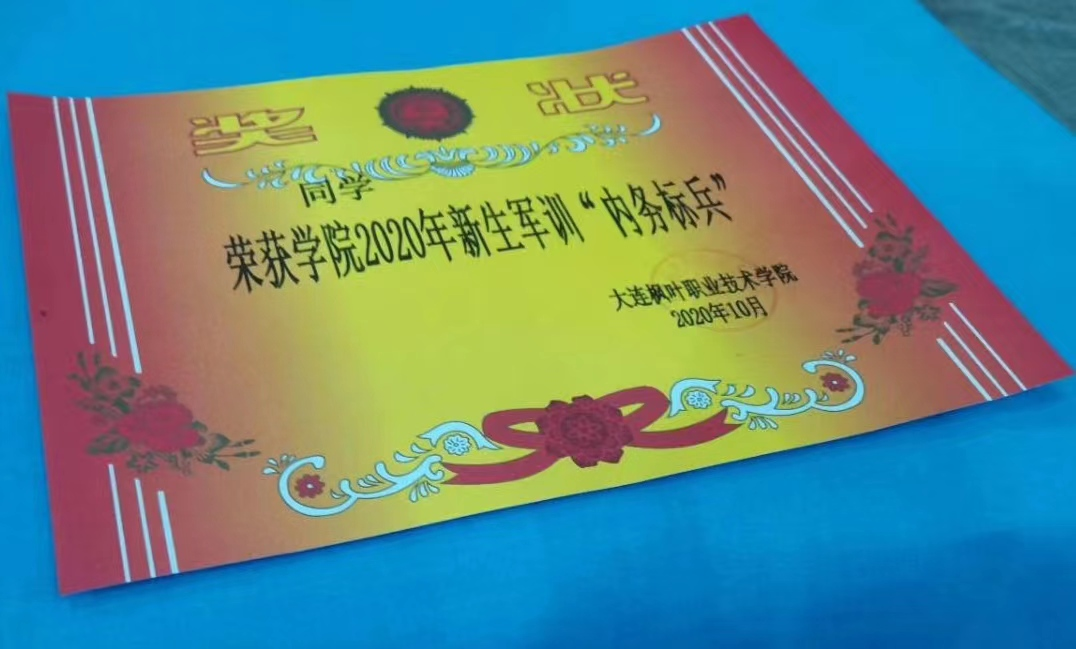 奖 状
同学
荣获学院2020年新生军训“内务标兵”
大连枫叶职业技术学院
2020年10月